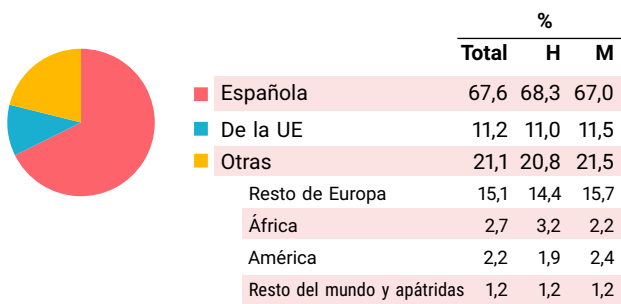 %
Total H M
Española 67,6 68,3 67,0
De la UE 11,2 11,0 11,5
Otras 21,1 20,8 21,5
Resto de Europa 15,1 14,4 15,7
África 2,7 3,2 2,2
América 2,2 1,9 2,4
Resto del mundo y apátridas 1,2 1,2 1,2